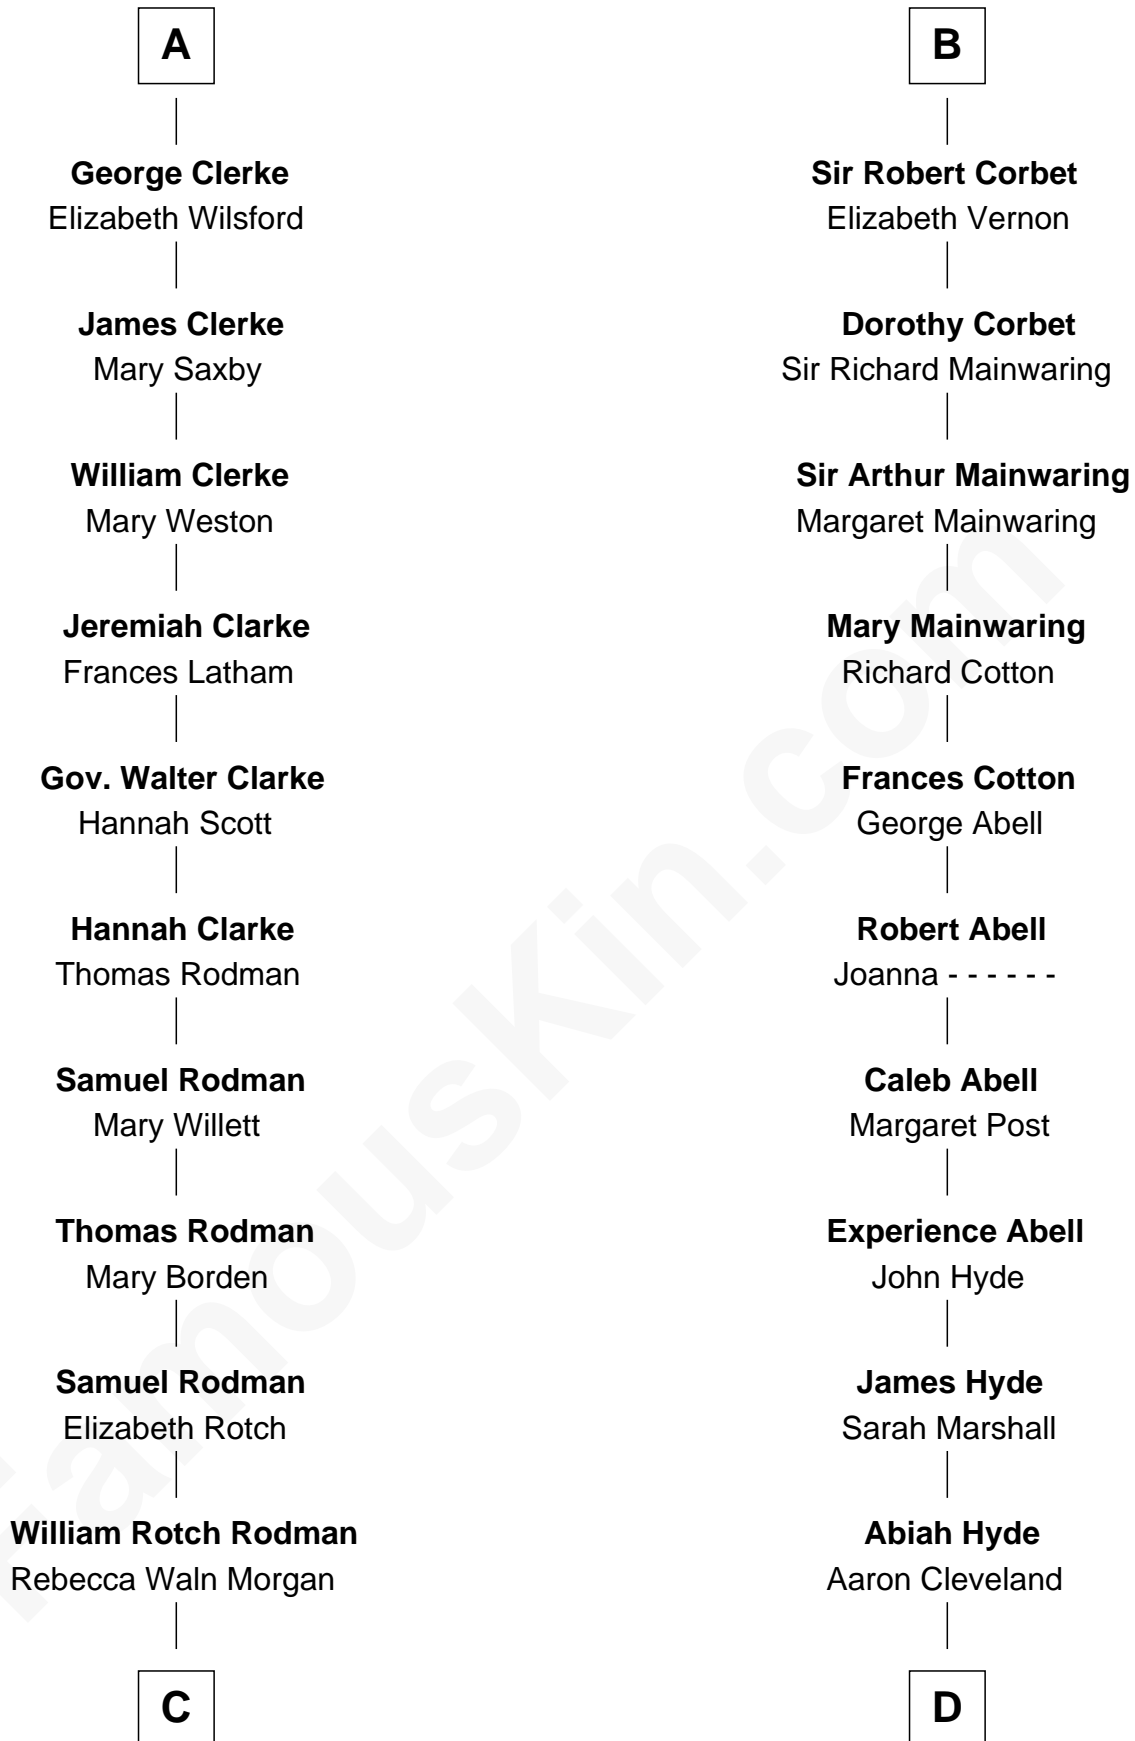 A
George Clerke
Elizabeth Wilsford
James Clerke
Mary Saxby
William Clerke
Mary Weston
Jeremiah Clarke
Frances Latham
Gov. Walter Clarke
Hannah Scott
Hannah Clarke
Thomas Rodman
Samuel Rodman
Mary Willett
Thomas Rodman
Mary Borden
Samuel Rodman
Elizabeth Rotch
William Rotch Rodman
Rebecca Waln Morgan
C
B
Sir Robert Corbet
Elizabeth Vernon
Dorothy Corbet
Sir Richard Mainwaring
Sir Arthur Mainwaring
Margaret Mainwaring
Mary Mainwaring
Richard Cotton
Frances Cotton
George Abell
Robert Abell
Joanna - - - - - -
Caleb Abell
Margaret Post
Experience Abell
John Hyde
James Hyde
Sarah Marshall
Abiah Hyde
Aaron Cleveland
D
FamousKin.com